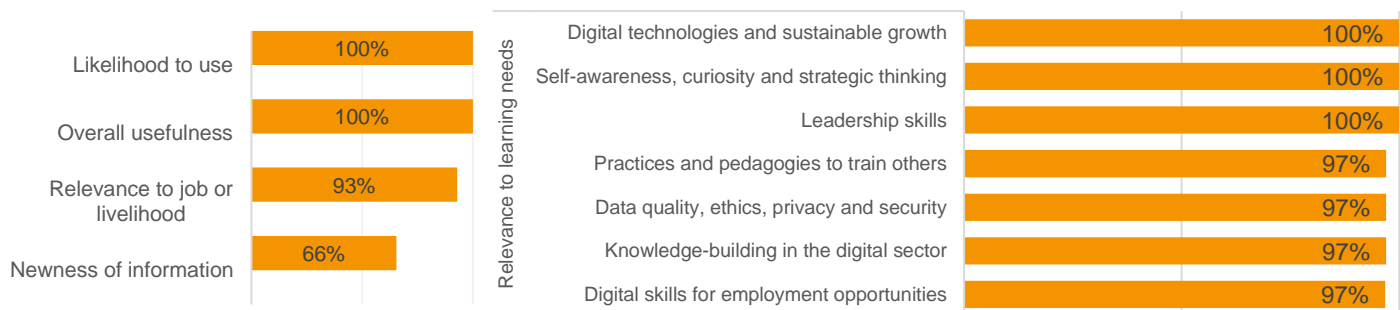 Likelihood to use
100%
Overall usefulness
100%
Relevance to job or
livelihood
93%
Newness of information
66%
Relevance to learning needs
Digital technologies and sustainable growth
100%
Self-awareness, curiosity and strategic thinking
100%
Leadership skills
100%
Practices and pedagogies to train others
97%
Data quality, ethics, privacy and security
97%
Knowledge-building in the digital sector
97%
Digital skills for employment opportunities
97%